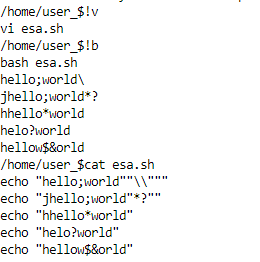 /home/user_$!v
vi esa.sh
/home/user_$!b
bash esa.sh
hello;world\
jhello;world*?
hhello*world
helo?world
hellow$&orld
/home/user_$cat esa.sh
echo "hello;world""\\"""
echo "jhello;world"*?""
echo "hhello*world"
echo "helo?world"
echo "hellow$&orld"